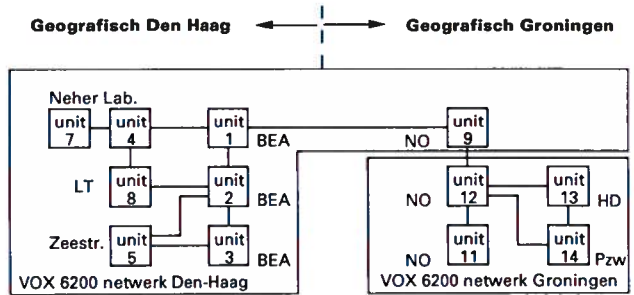 Geografisch Den Haag Geografisch Groningen
Neher Lab.
unit 7 unit 4 unit 1 BEA NO unit 9
LT unit 8 unit 2 BEA NO unit 12 unit 13 HD
Zeestr. unit 5 unit 3 BEA NO unit 11 unit 14 Pzw
VOX 6200 netwerk Den-Haag VOX 6200 netwerk Groningen